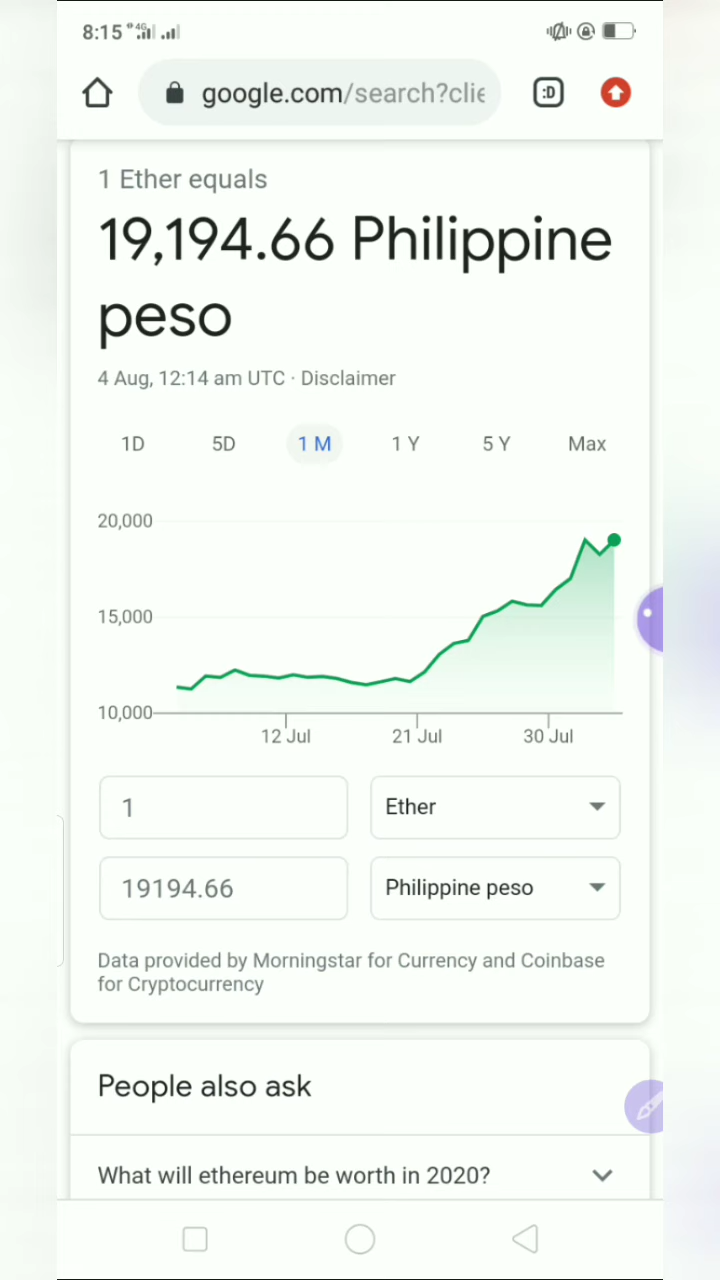 8:15 4G
google.com/search?clie
:D
1 Ether equals
19,194.66 Philippine
peso
4 Aug, 12:14 am UTC · Disclaimer
1D 5D 1 M 1 Y 5 Y Max
20,000
15,000
10,000
12 Jul 21 Jul 30 Jul
1 Ether
19194.66 Philippine peso
Data provided by Morningstar for Currency and Coinbase
for Cryptocurrency
People also ask
What will ethereum be worth in 2020?